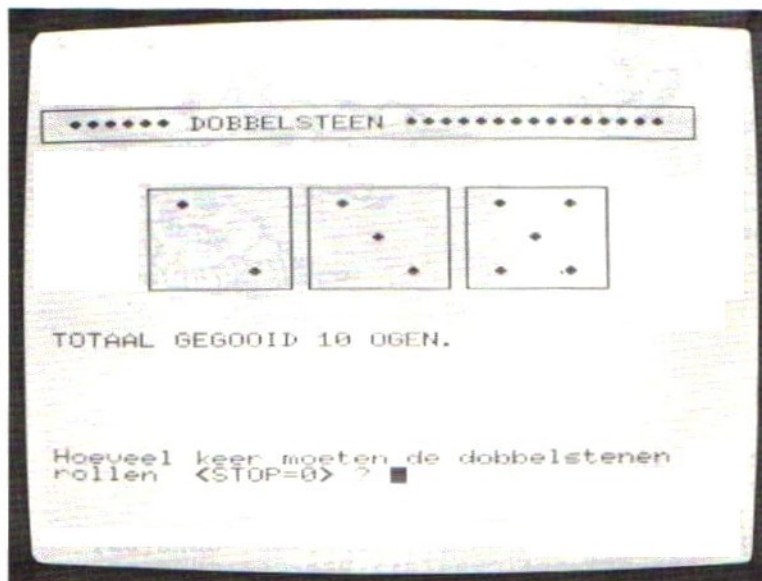 DOBBELSTEEN
TOTAAL GEGOOID 10 OGEN.
Hoeveel keer moeten de dobbelstenen
rollen <STOP=0> ?